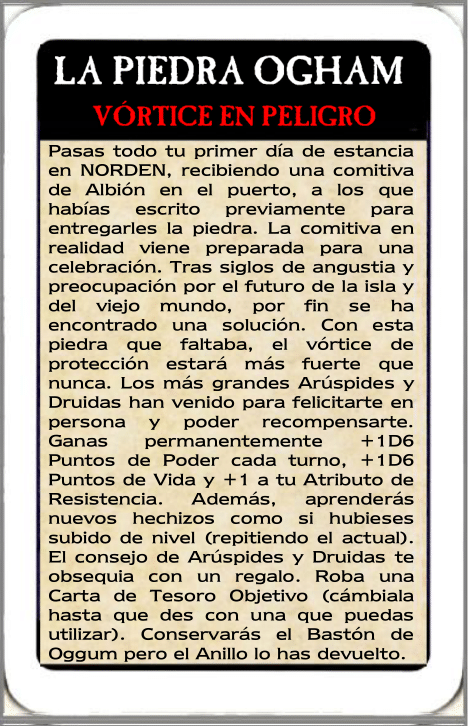 LA PIEDRA OGHAM
VÓRTICE EN PELIGRO
Pasas todo tu primer día de estancia
en NORDEN, recibiendo una comitiva
de Albión en el puerto, a los que
habías escrito previamente para
entregarles la piedra. La comitiva en
realidad viene preparada para una
celebración. Tras siglos de angustia y
preocupación por el futuro de la isla y
del viejo mundo, por fin se ha
encontrado una solución. Con esta
piedra que faltaba, el vórtice de
protección estará más fuerte que
nunca. Los más grandes Arúspides y
Druidas han venido para felicitarte en
persona y poder recompensarte.
Ganas permanentemente +1D6
Puntos de Poder cada turno, +1D6
Puntos de Vida y +1 a tu Atributo de
Resistencia. Además, aprenderás
nuevos hechizos como si hubieses
subido de nivel (repitiendo el actual).
El consejo de Arúspides y Druidas te
obsequia con un regalo. Roba una
Carta de Tesoro Objetivo (cámbiala
hasta que des con una que puedas
utilizar). Conservarás el Bastón de
Oggum pero el Anillo lo has devuelto.